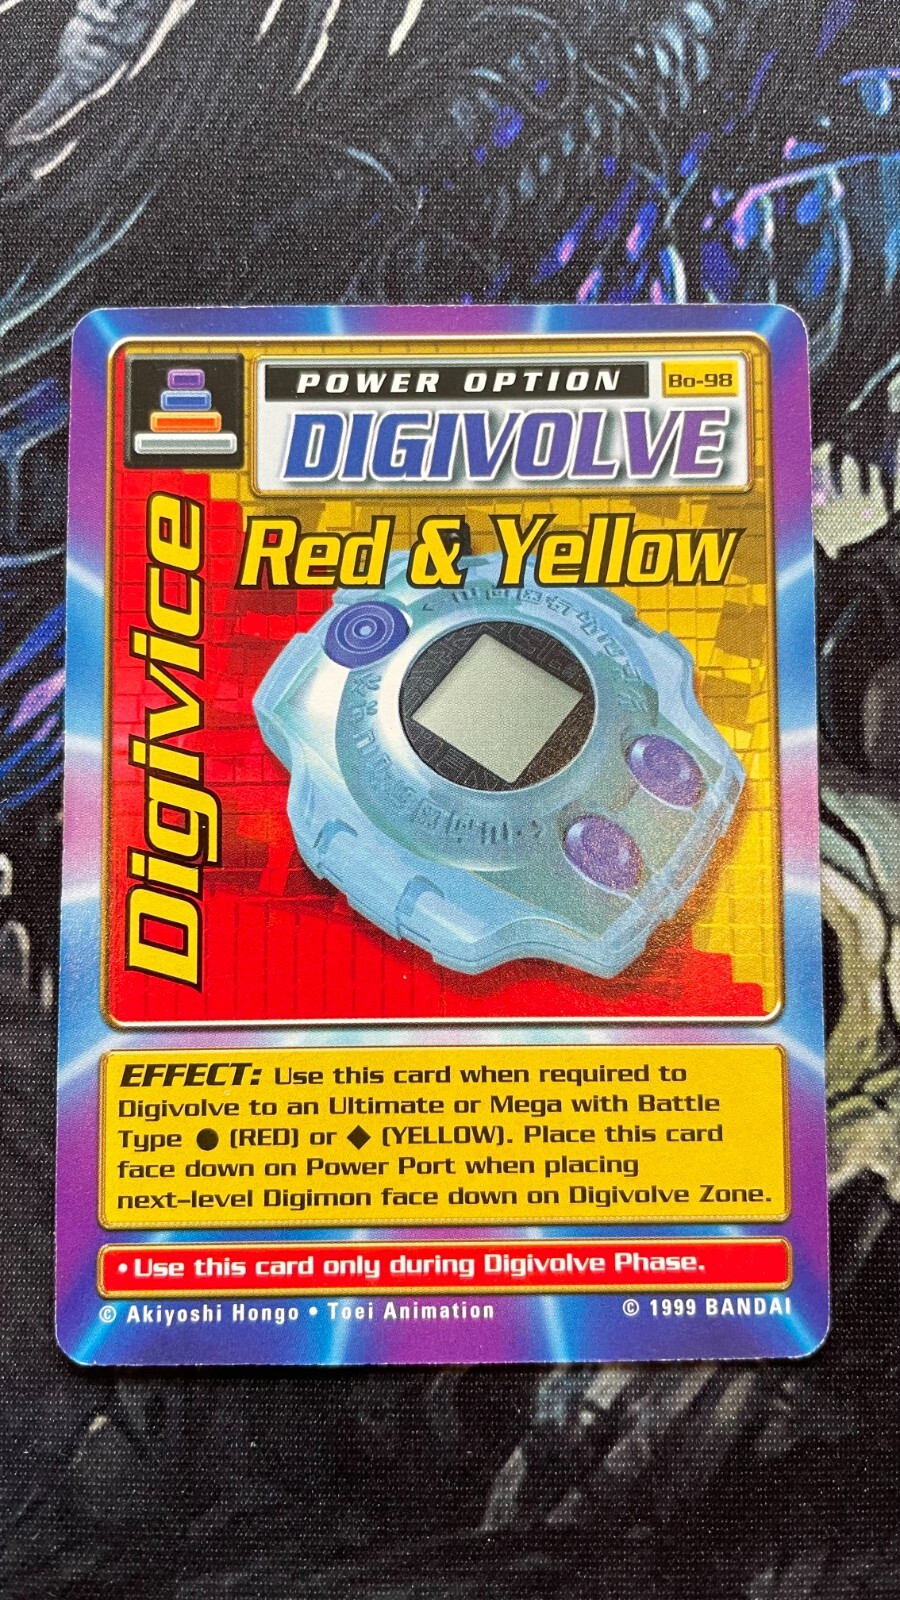 POWER OPTION
Bo-98
DIGIVOLVE
Red & Yellow
Digivice
EFFECT: Use this card when required to
Digivolve to an Ultimate or Mega with Battle
Type ● (RED) or ◆ (YELLOW). Place this card
face down on Power Port when placing
next-level Digimon face down on Digivolve Zone.
• Use this card only during Digivolve Phase.
© Akiyoshi Hongo • Toei Animation
© 1999 BANDAI